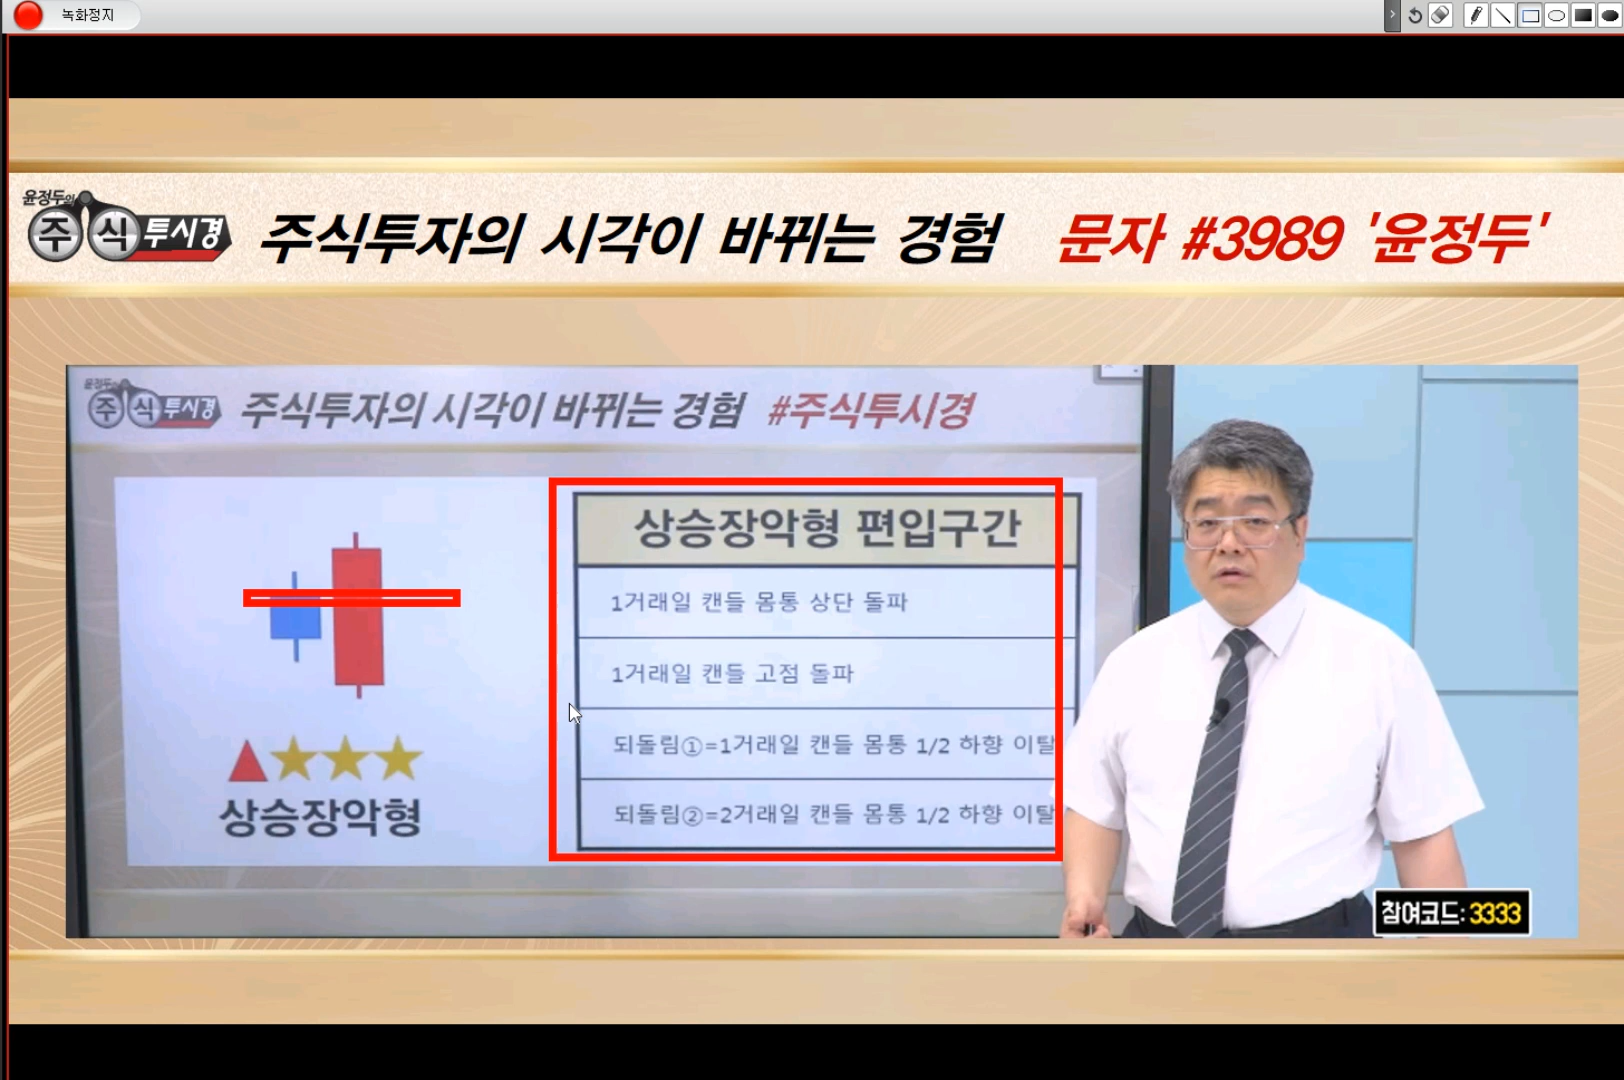 녹화정지
윤정두의
주식투시경
주식투자의 시각이 바뀌는 경험 문자 #3989 '윤정두'
윤정두의
주식투시경
주식투자의 시각이 바뀌는 경험 #주식투시경
상승장악형 편입구간
1거래일 캔들 몸통 상단 돌파
1거래일 캔들 고점 돌파
되돌림①=1거래일 캔들 몸통 1/2 하향 이탈
되돌림②=2거래일 캔들 몸통 1/2 하향 이탈
상승장악형
참여코드: 3333